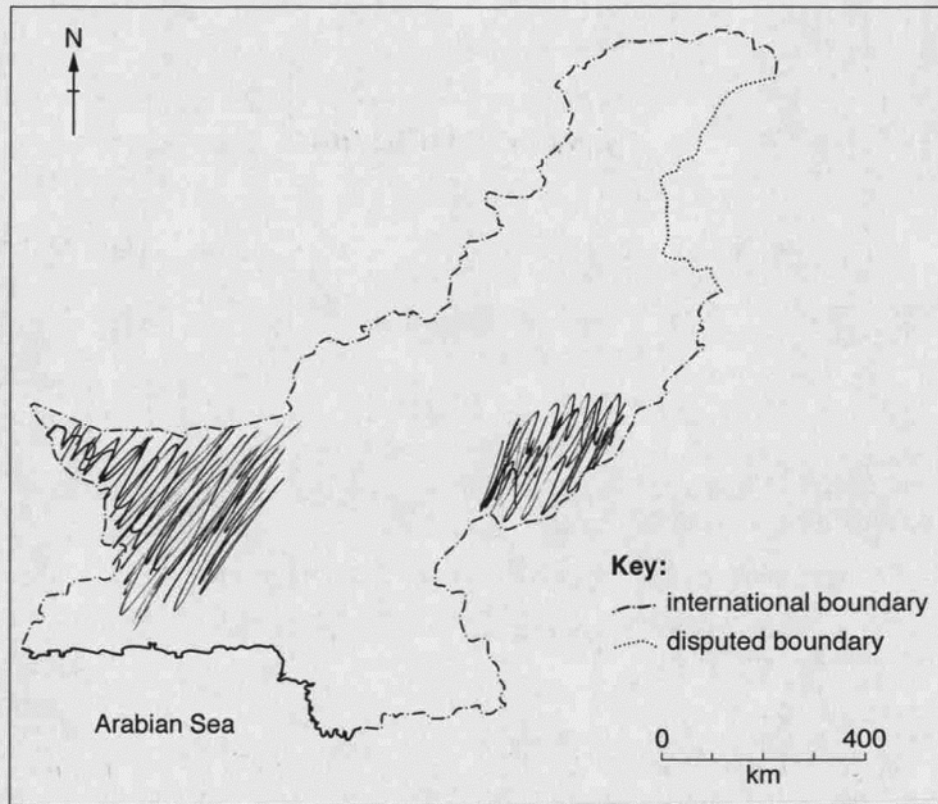 N
Key:
international boundary
disputed boundary
Arabian Sea
0 400
km